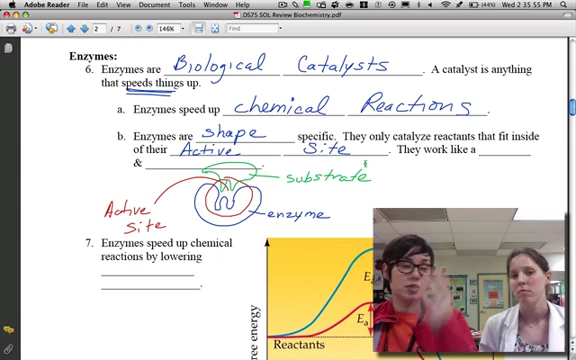 Adobe Reader File Edit View Window Help (44%) Wed 2:35:55 PM
DS75 SOL Review Biochemistry.pdf
2 / 7 146% Find
Enzymes:
6. Enzymes are Biological Catalysts. A catalyst is anything
that speeds things up.
a. Enzymes speed up chemical Reactions.
b. Enzymes are shape specific. They only catalyze reactants that fit inside
of their Active Site. They work like a
& .
substrate
Active
Site
enzyme
7. Enzymes speed up chemical
reactions by lowering
.
ree energy
Reactants
Ea
E